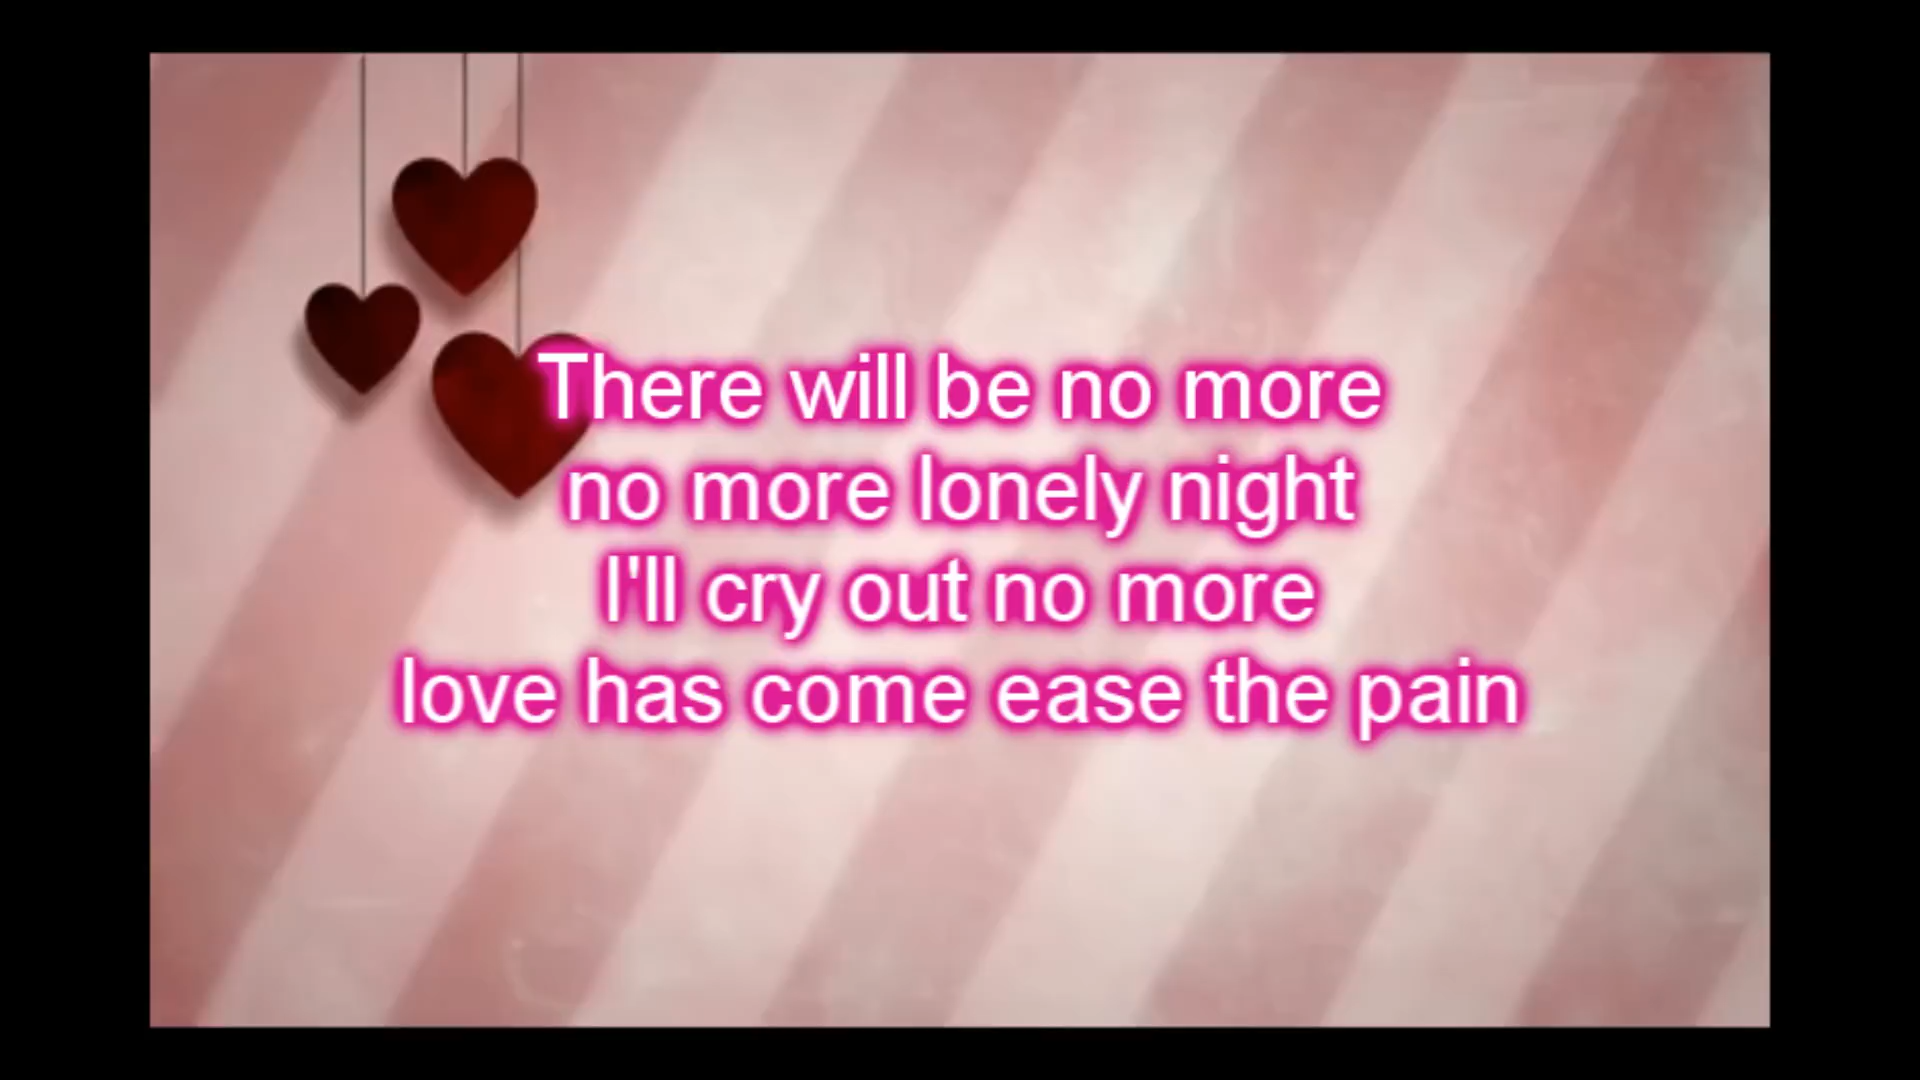 There will be no more
no more lonely night
I'll cry out no more
love has come ease the pain